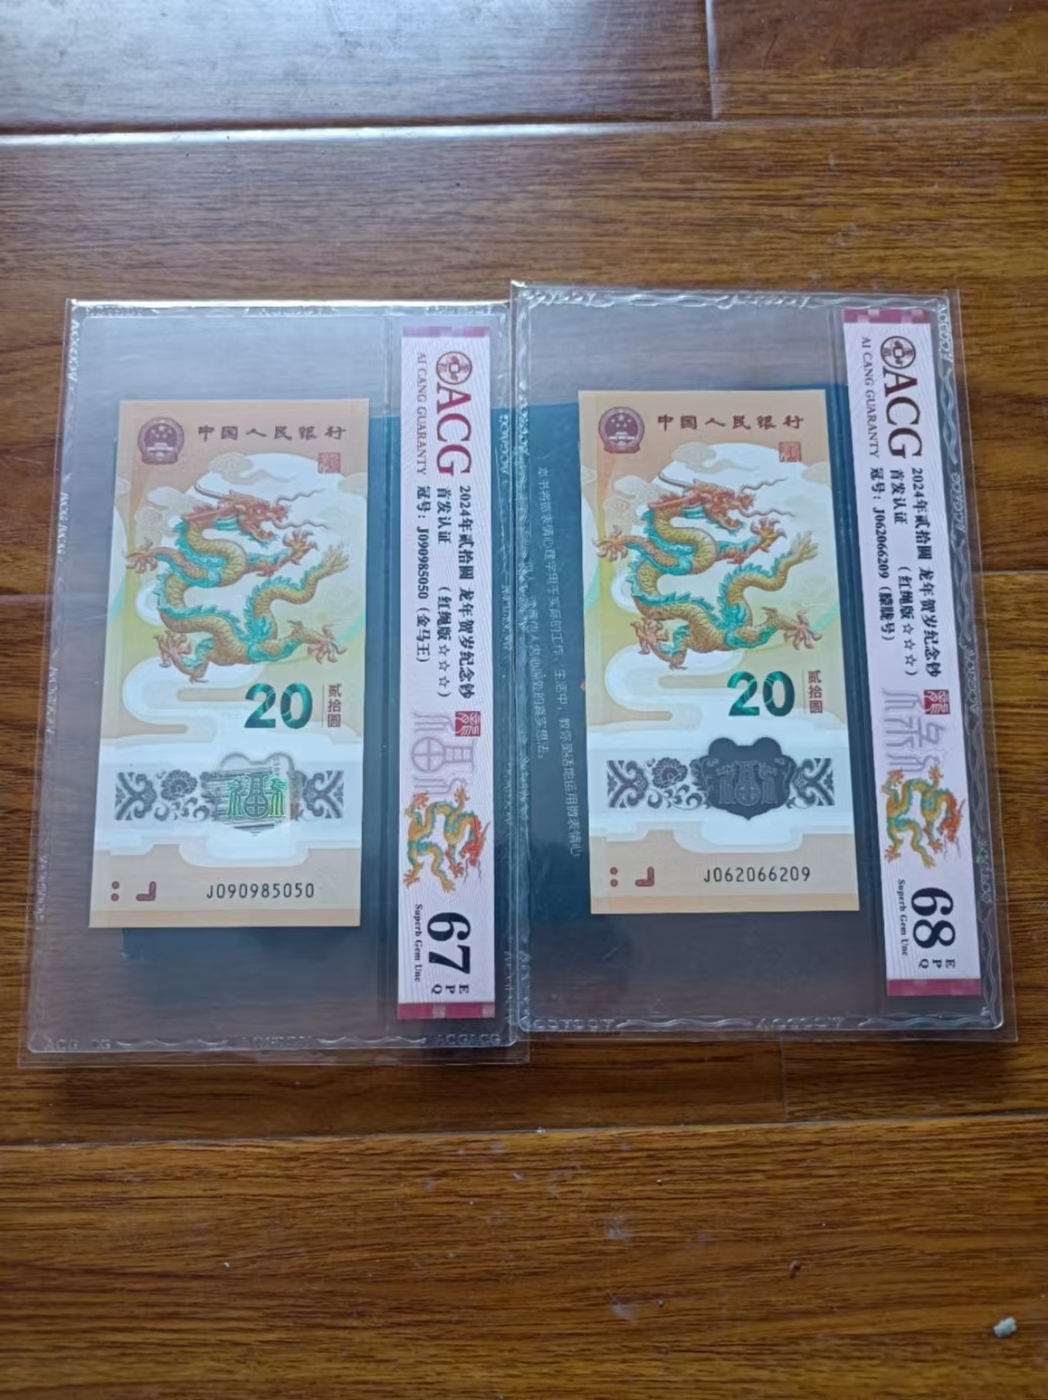 中国人民银行
20
贰拾圆
J090985050
ACG
AI CANG GUARANTY
2024年贰拾圆 龙年贺岁纪念钞
首发认证 （红绳版☆☆☆）
冠号：J090985050（金马王）
67
EPQ
Superb Gem Unc
中国人民银行
20
贰拾圆
J062066209
ACG
AI CANG GUARANTY
2024年贰拾圆 龙年贺岁纪念钞
首发认证 （红绳版☆☆☆）
冠号：J062066209（朦胧号）
68
EPQ
Superb Gem Unc